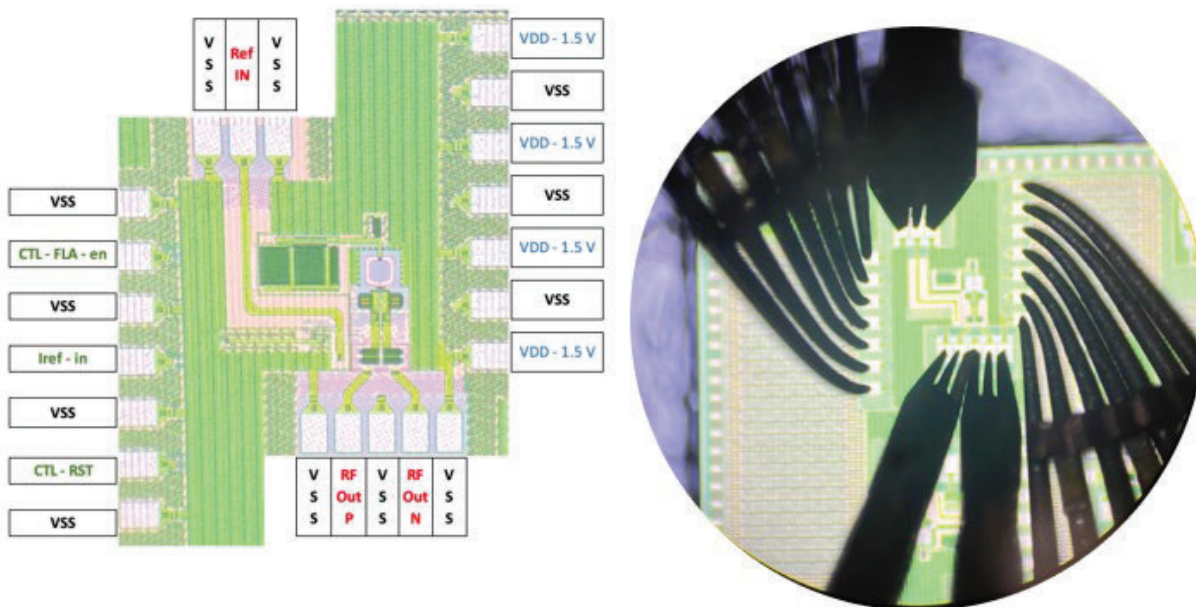 V S S
Ref IN
V S S
VDD - 1.5 V
VSS
VDD - 1.5 V
VSS
VDD - 1.5 V
VSS
VDD - 1.5 V
VSS
CTL - FLA - en
VSS
Iref - in
VSS
CTL - RST
VSS
V S S
RF Out P
V S S
RF Out N
V S S